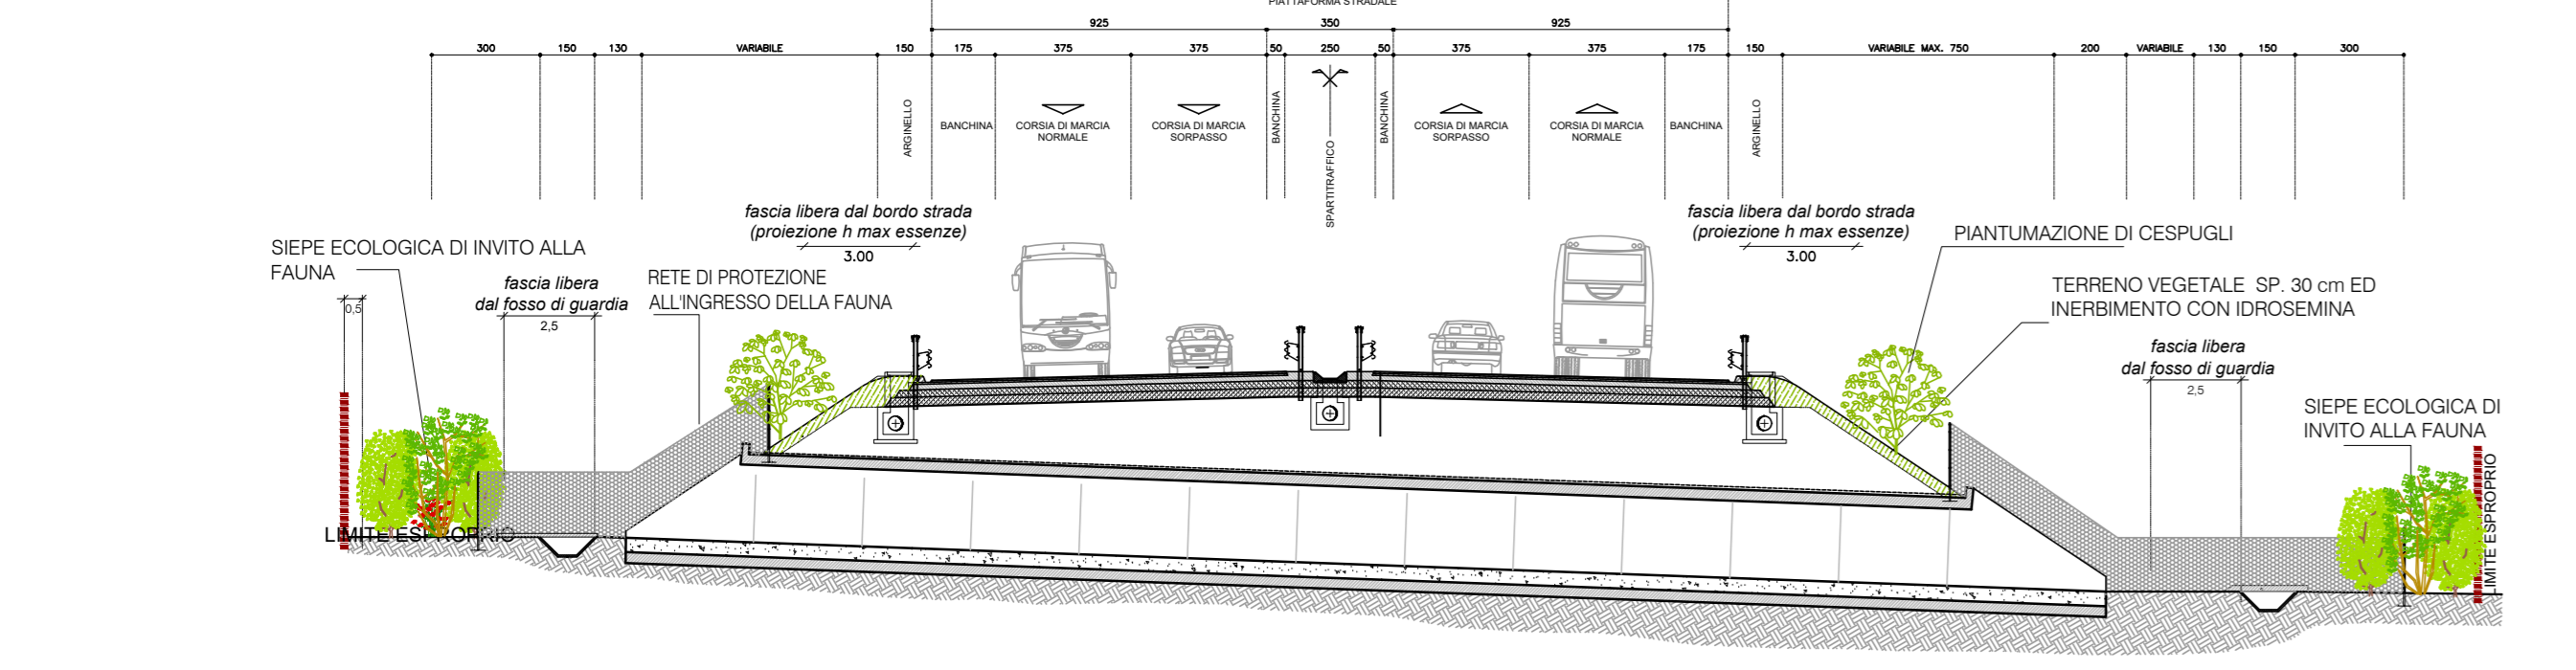 PIATTAFORMA STRADALE
925 350 925
300 150 130 VARIABILE 150 175 375 375 50 250 50 375 375 175 150 VARIABILE MAX. 750 200 VARIABILE 130 150 300
ARGINELLO
BANCHINA
CORSIA DI MARCIA
NORMALE
CORSIA DI MARCIA
SORPASSO
BANCHINA
SPARTITRAFFICO
BANCHINA
CORSIA DI MARCIA
SORPASSO
CORSIA DI MARCIA
NORMALE
BANCHINA
ARGINELLO
fascia libera dal bordo strada
(proiezione h max essenze)
3.00
fascia libera dal bordo strada
(proiezione h max essenze)
3.00
PIANTUMAZIONE DI CESPUGLI
SIEPE ECOLOGICA DI INVITO ALLA
FAUNA
0,5
fascia libera
dal fosso di guardia
2,5
RETE DI PROTEZIONE
ALL'INGRESSO DELLA FAUNA
TERRENO VEGETALE SP. 30 cm ED
INERBIMENTO CON IDROSEMINA
fascia libera
dal fosso di guardia
2,5
SIEPE ECOLOGICA DI
INVITO ALLA FAUNA
LIMITE ESPROPRIO
LIMITE ESPROPRIO